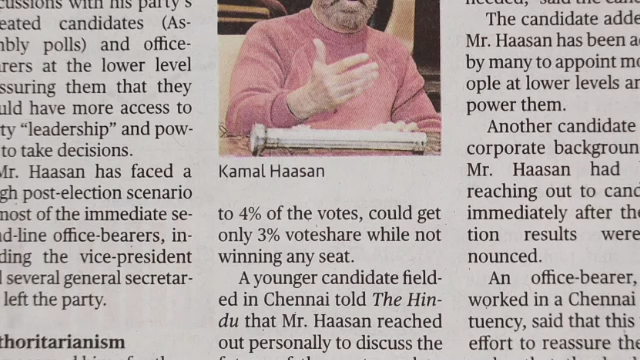 cussions with his party's
eated candidates (As-
bly polls) and office-
rers at the lower level
ssuring them that they
uld have more access to
ty “leadership” and pow-
to take decisions.
Mr. Haasan has faced a
gh post-election scenario
most of the immediate se-
nd-line office-bearers, in-
ding the vice-president
several general secretar-
left the party.
thoritarianism
Kamal Haasan
to 4% of the votes, could get
only 3% voteshare while not
winning any seat.
A younger candidate field-
ed in Chennai told The Hin-
du that Mr. Haasan reached
out personally to discuss the
The candidate adde
Mr. Haasan has been a
by many to appoint mo
ople at lower levels an
power them.
Another candidate
corporate backgroun
Mr. Haasan had
reaching out to cand
immediately after the
tion results were
nounced.
An office-bearer,
worked in a Chennai
tuency, said that this
effort to reassure the